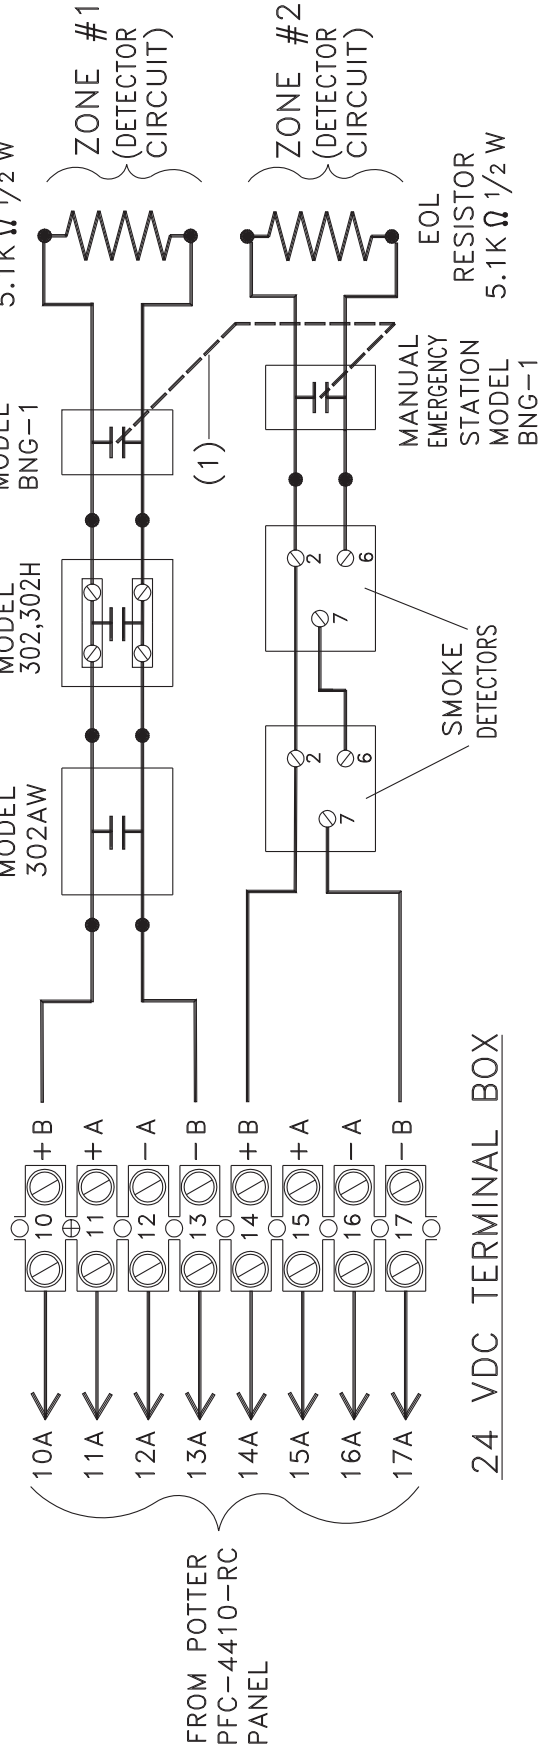 MODEL
302AW
MODEL
302,302H
MODEL
BNG-1
5.1K Ω 1/2 W
ZONE #1
(DETECTOR
CIRCUIT)
(1)
10A 10 +B
11A 11 +A
12A 12 -A
13A 13 -B
14A 14 +B
15A 15 +A
16A 16 -A
17A 17 -B
FROM POTTER
PFC-4410-RC
PANEL
2
7
6
2
7
6
ZONE #2
(DETECTOR
CIRCUIT)
SMOKE
DETECTORS
MANUAL
EMERGENCY
STATION
MODEL
BNG-1
EOL
RESISTOR
5.1K Ω 1/2 W
24 VDC TERMINAL BOX